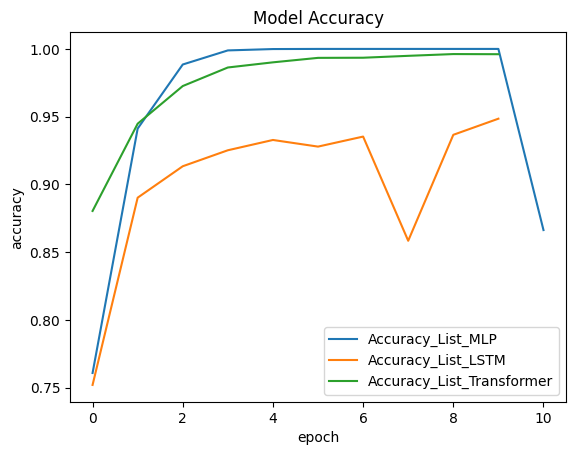 Model Accuracy
accuracy
1.00
0.95
0.90
0.85
0.80
0.75
Accuracy_List_MLP
Accuracy_List_LSTM
Accuracy_List_Transformer
0 2 4 6 8 10
epoch